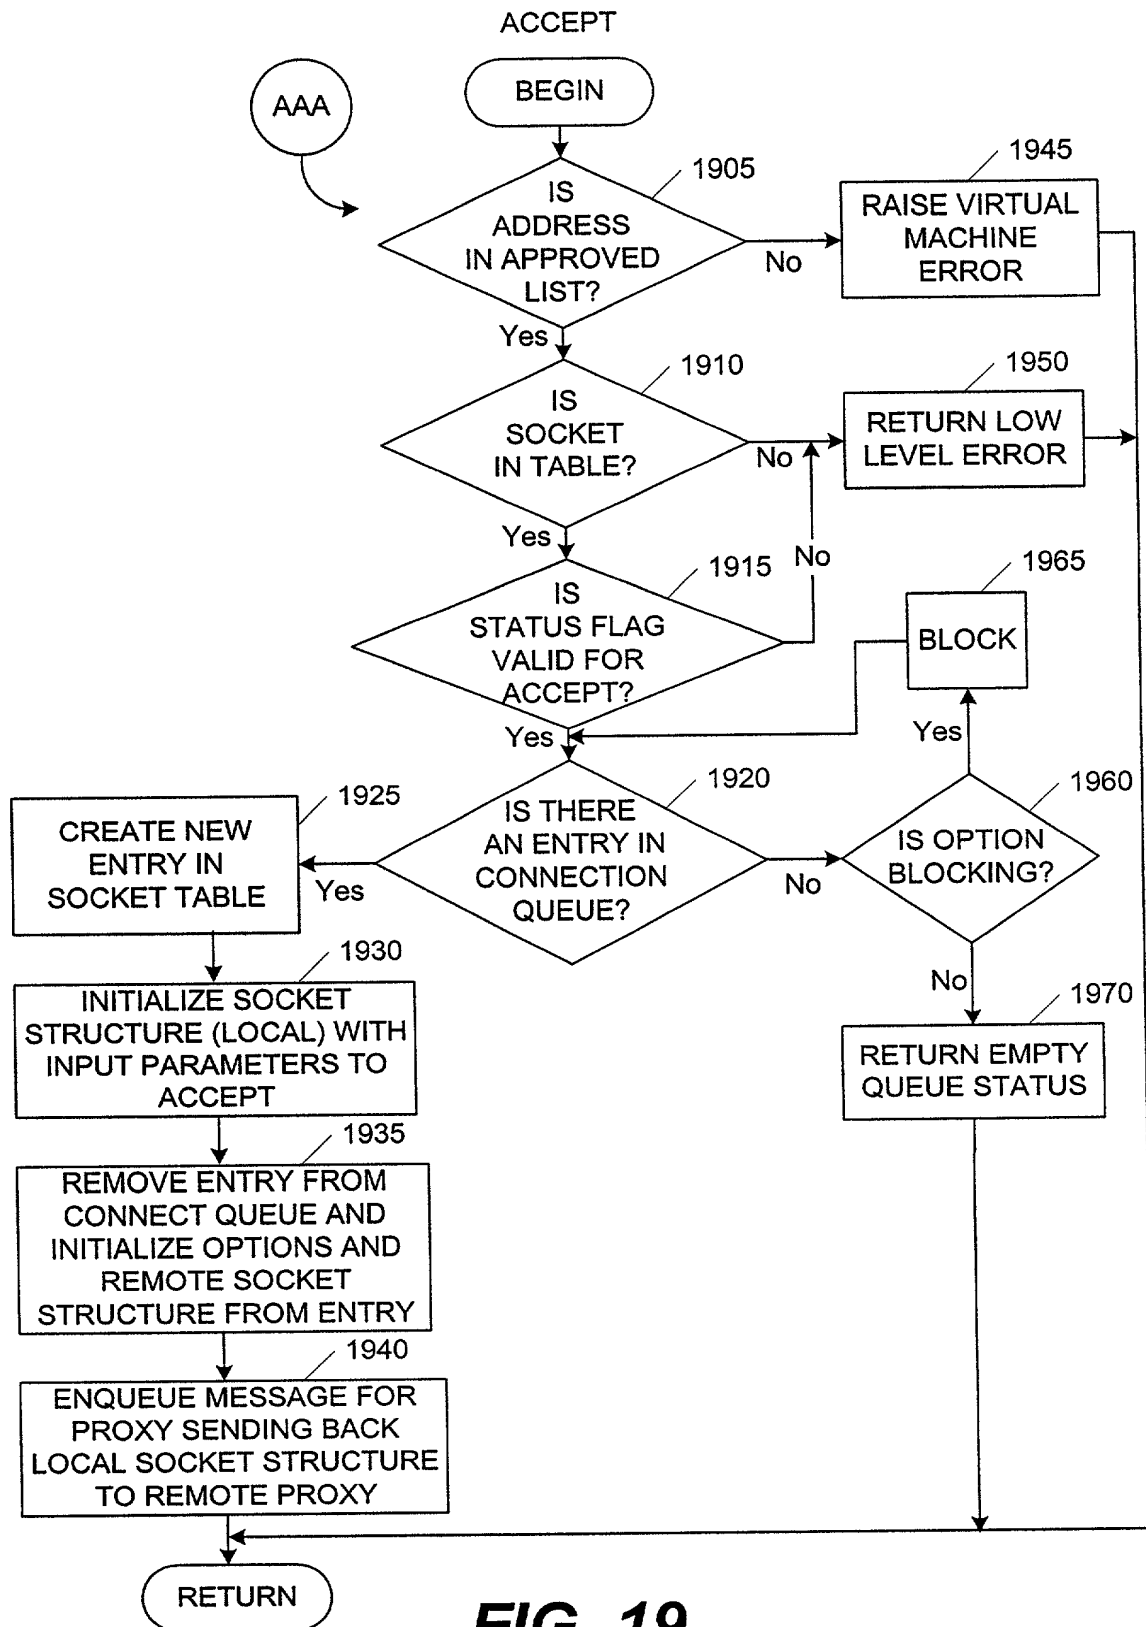 ACCEPT
AAA
BEGIN
1905
IS
ADDRESS
IN APPROVED
LIST?
No
Yes
1945
RAISE VIRTUAL
MACHINE
ERROR
1910
IS
SOCKET
IN TABLE?
No
Yes
1950
RETURN LOW
LEVEL ERROR
1915
IS
STATUS FLAG
VALID FOR
ACCEPT?
No
Yes
1965
BLOCK
Yes
1920
IS THERE
AN ENTRY IN
CONNECTION
QUEUE?
Yes
No
1960
IS OPTION
BLOCKING?
No
1925
CREATE NEW
ENTRY IN
SOCKET TABLE
1970
RETURN EMPTY
QUEUE STATUS
1930
INITIALIZE SOCKET
STRUCTURE (LOCAL) WITH
INPUT PARAMETERS TO
ACCEPT
1935
REMOVE ENTRY FROM
CONNECT QUEUE AND
INITIALIZE OPTIONS AND
REMOTE SOCKET
STRUCTURE FROM ENTRY
1940
ENQUEUE MESSAGE FOR
PROXY SENDING BACK
LOCAL SOCKET STRUCTURE
TO REMOTE PROXY
RETURN
FIG. 19